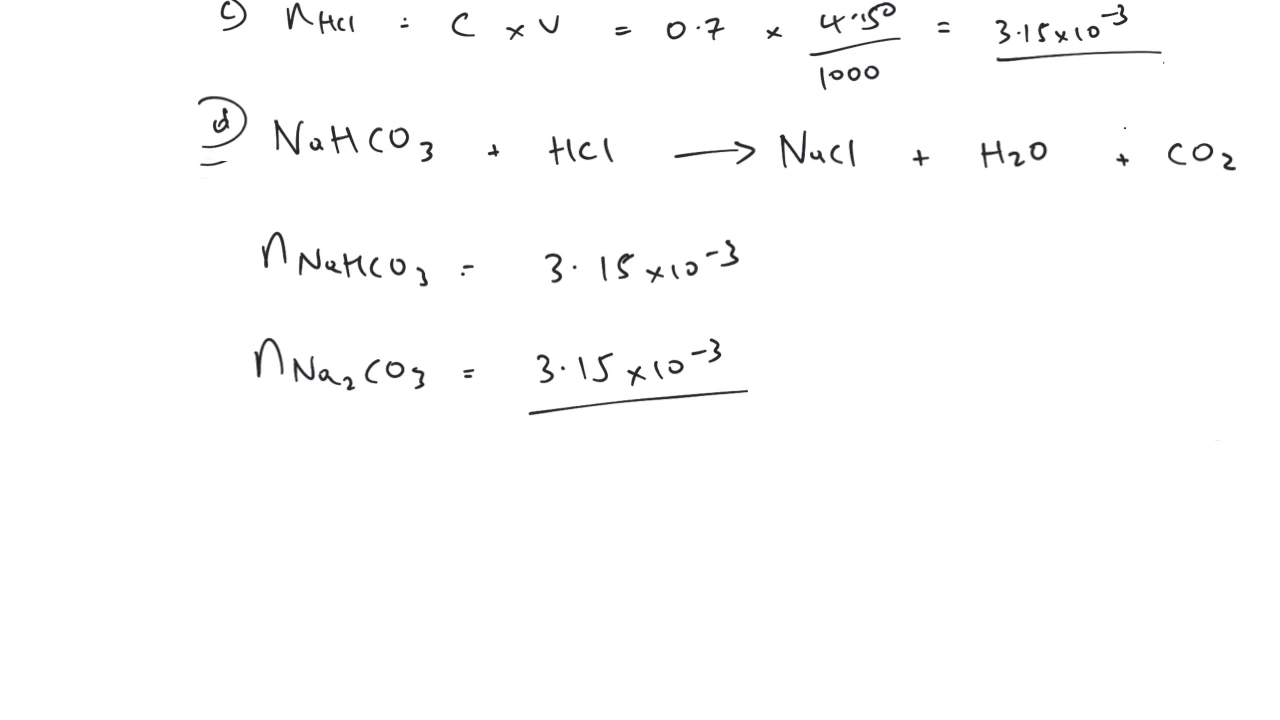 c) nHCl = C × V = 0.7 × 4.50/1000 = 3.15×10⁻³
d) NaHCO₃ + HCl ⟶ NaCl + H₂O + CO₂
nNaHCO₃ = 3.15×10⁻³
nNa₂CO₃ = 3.15×10⁻³